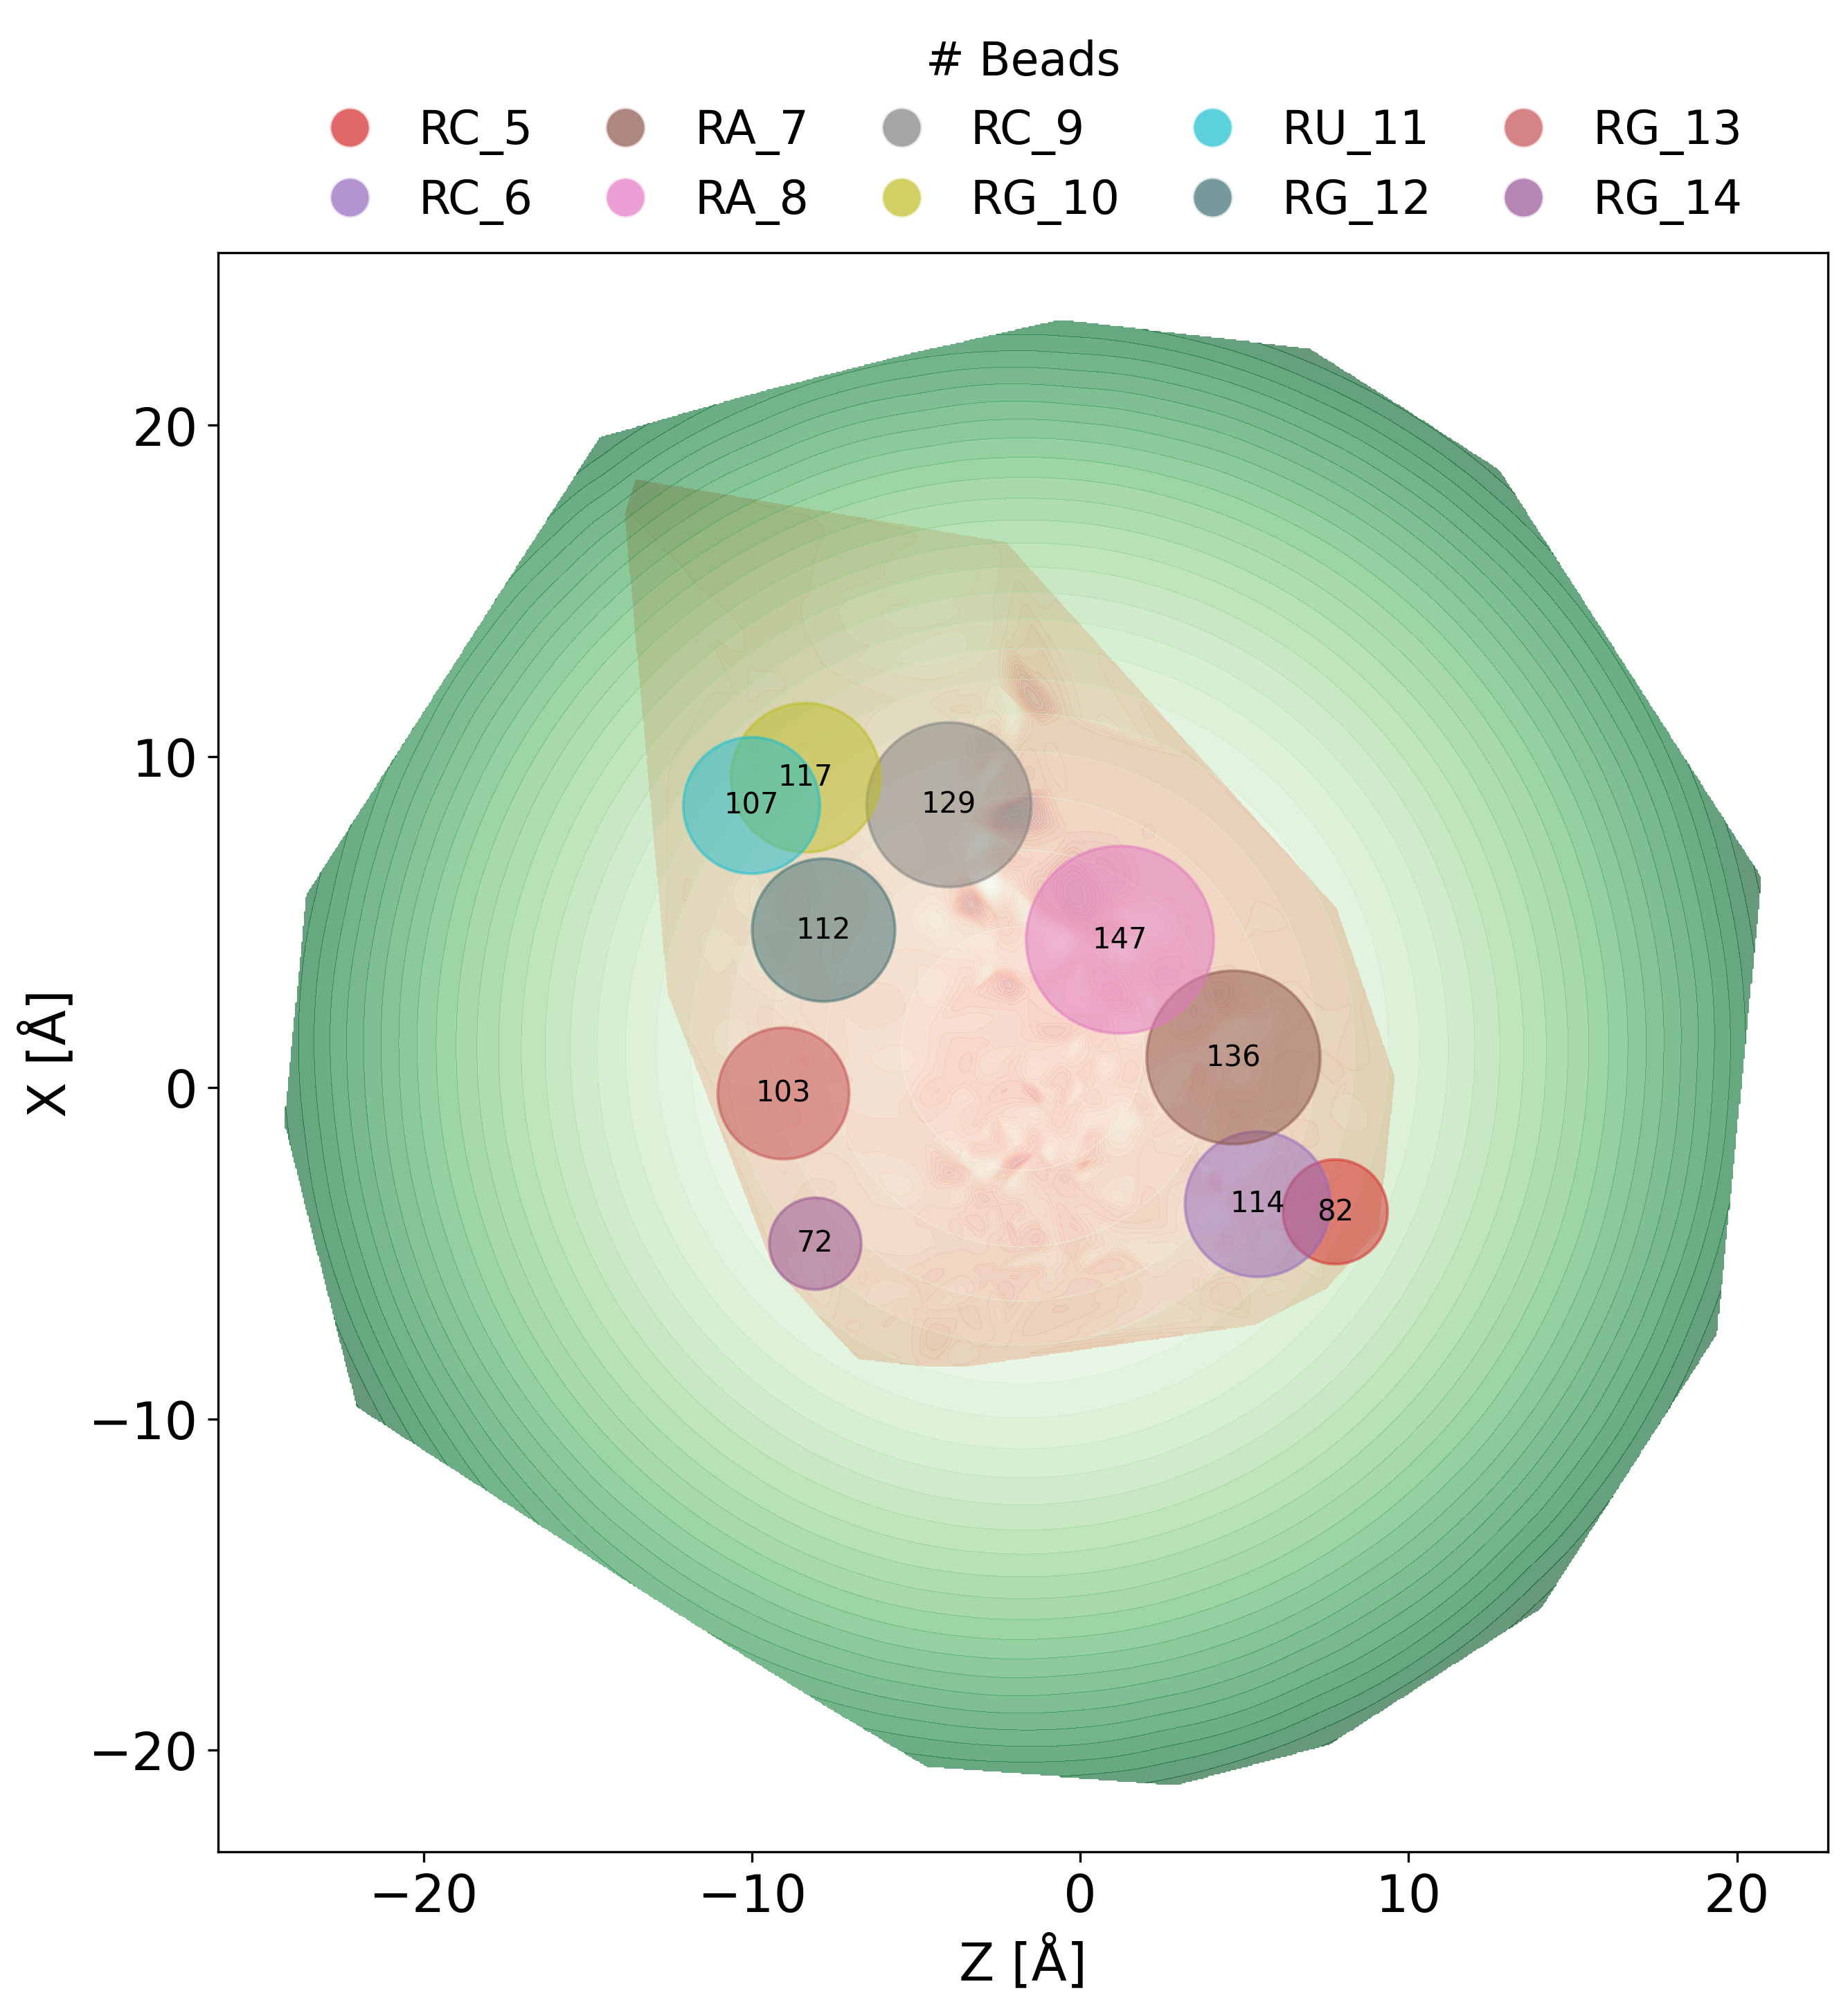 # Beads
RC_5 RA_7 RC_9 RU_11 RG_13
RC_6 RA_8 RG_10 RG_12 RG_14
20
10
0
−10
−20
X [Å]
117
107
129
112
147
136
103
114
82
72
−20 −10 0 10 20
Z [Å]